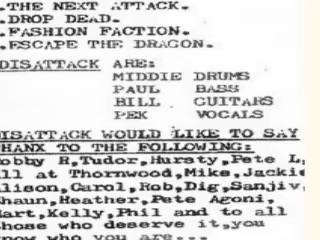 .THE NEXT ATTACK.
.DROP DEAD.
.FASHION FACTION.
.ESCAPE THE DRAGON.
DISATTACK ARE:
MIDDIE DRUMS
PAUL BASS
BILL GUITARS
PEK VOCALS
DISATTACK WOULD LIKE TO SAY
THANX TO THE FOLLOWING:
obby R,Tudor,Hursty,Pete L,
ll at Thornwood,Mike,Jackie
lison,Carol,Rob,Dig,Sanjiv,
haun,Heather,Pete Agoni,
art,Kelly,Phil and to all
hose who deserve it,you
now who you are...